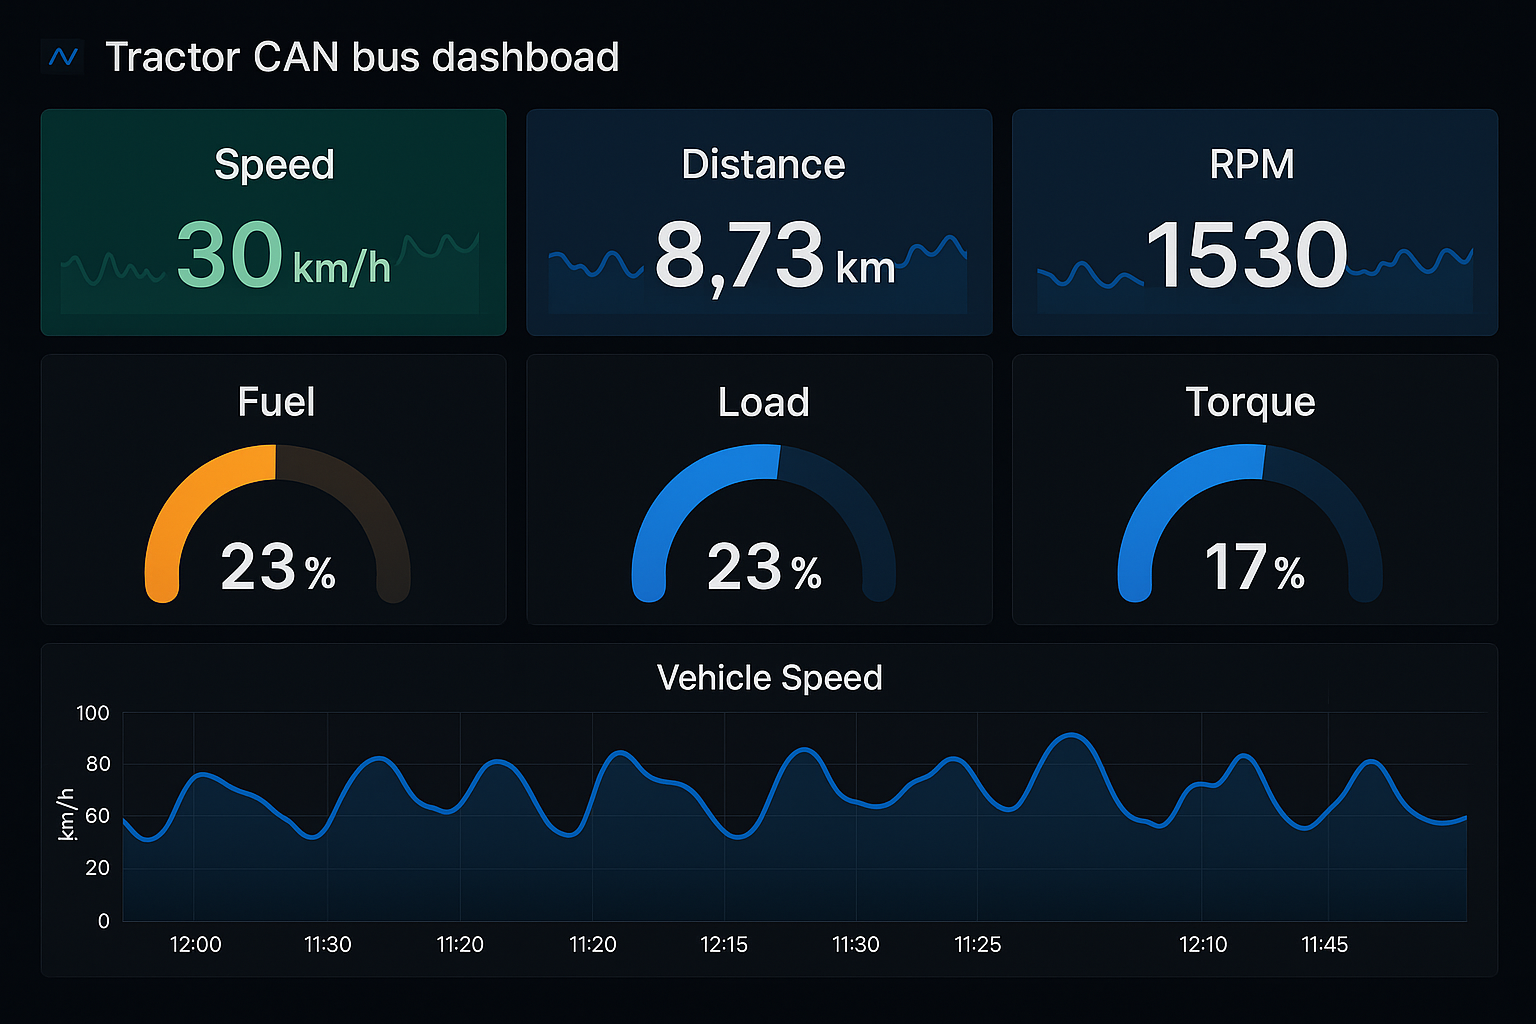 Tractor CAN bus dashboad
Speed
30 km/h
Distance
8,73 km
RPM
1530
Fuel
23 %
Load
23 %
Torque
17 %
Vehicle Speed
km/h
100
80
60
20
0
12:00 11:30 11:20 11:20 12:15 11:30 11:25 12:10 11:45